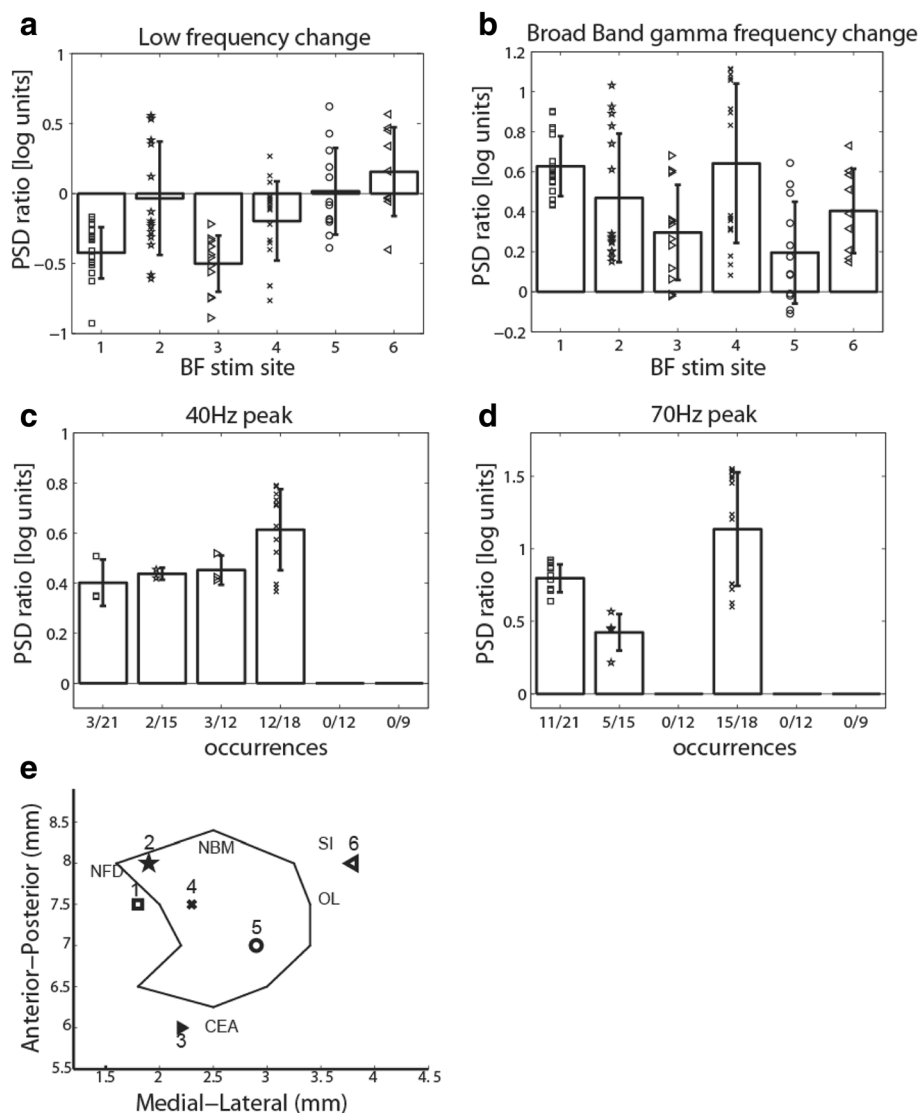 a
Low frequency change
PSD ratio [log units]
1
0.5
0
−0.5
−1
1 2 3 4 5 6
BF stim site
b
Broad Band gamma frequency change
PSD ratio [log units]
1.2
1
0.8
0.6
0.4
0.2
0
−0.2
1 2 3 4 5 6
BF stim site
c
40Hz peak
PSD ratio [log units]
1
0.8
0.6
0.4
0.2
0
3/21 2/15 3/12 12/18 0/12 0/9
occurrences
d
70Hz peak
PSD ratio [log units]
1.5
1
0.5
0
11/21 5/15 0/12 15/18 0/12 0/9
occurrences
e
Anterior−Posterior (mm)
8.5
8
7.5
7
6.5
6
5.5
2
NBM
SI 6
NFD
1
4
OL
5
CEA
3
1.5 2 2.5 3 3.5 4 4.5
Medial−Lateral (mm)